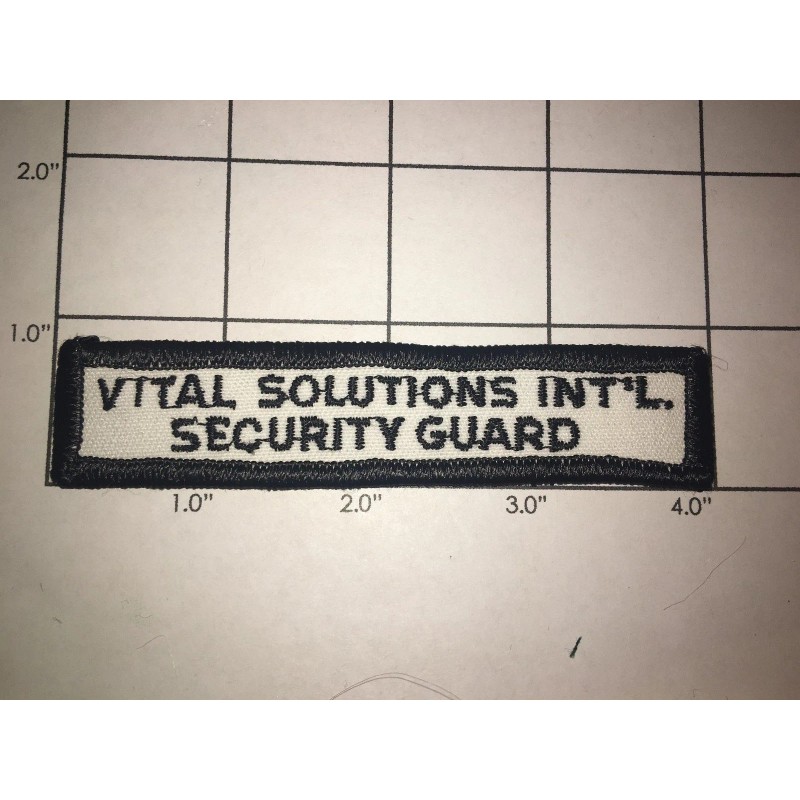 2.0"
1.0"
VITAL SOLUTIONS INT'L.
SECURITY GUARD
1.0" 2.0" 3.0" 4.0"